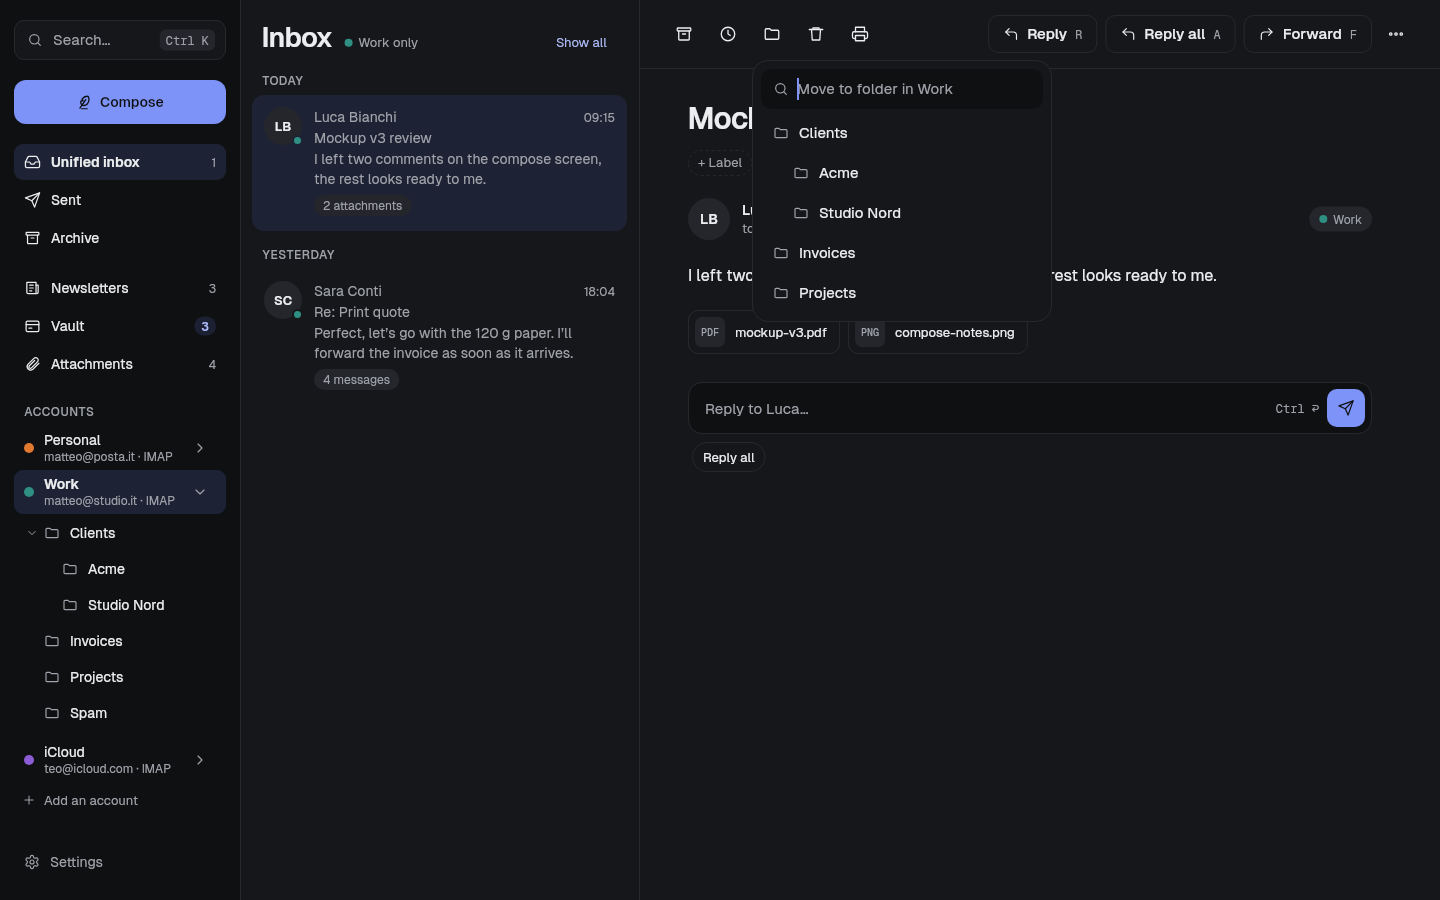 Search...
Ctrl K
Compose
Unified inbox 1
Sent
Archive
Newsletters 3
Vault 3
Attachments 4
ACCOUNTS
Personal
matteo@posta.it · IMAP
Work
matteo@studio.it · IMAP
Clients
Acme
Studio Nord
Invoices
Projects
Spam
iCloud
teo@icloud.com · IMAP
Add an account
Settings
Inbox
Work only
Show all
TODAY
LB
Luca Bianchi 09:15
Mockup v3 review
I left two comments on the compose screen,
the rest looks ready to me.
2 attachments
YESTERDAY
SC
Sara Conti 18:04
Re: Print quote
Perfect, let's go with the 120 g paper. I'll
forward the invoice as soon as it arrives.
4 messages
Reply R
Reply all A
Forward F
Move to folder in Work
Clients
Acme
Studio Nord
Invoices
Projects
+ Label
LB
Work
I left two
rest looks ready to me.
PDF mockup-v3.pdf
PNG compose-notes.png
Reply to Luca...
Ctrl
Reply all